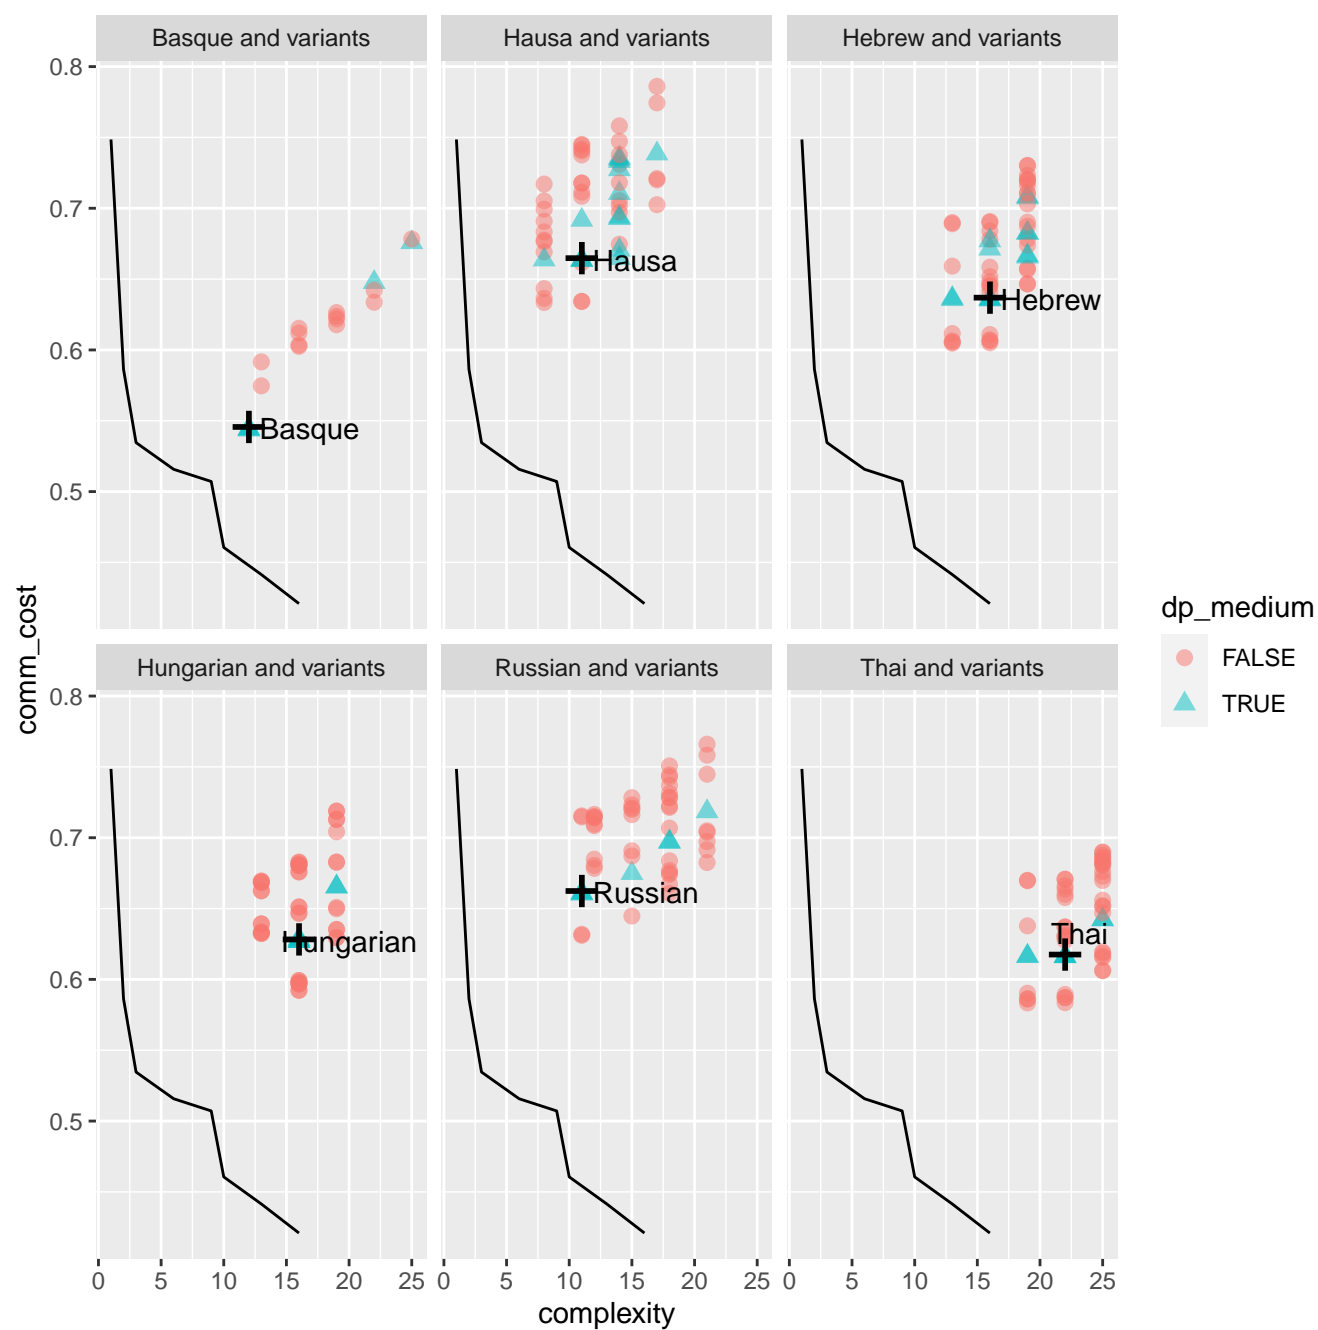 Basque and variants
Hausa and variants
Hebrew and variants
0.8
0.7
0.6
0.5
Basque
Hausa
Hebrew
comm_cost
Hungarian and variants
Russian and variants
Thai and variants
0.8
0.7
0.6
0.5
Hungarian
Russian
Thai
0 5 10 15 20 25
0 5 10 15 20 25
0 5 10 15 20 25
complexity
dp_medium
FALSE
TRUE